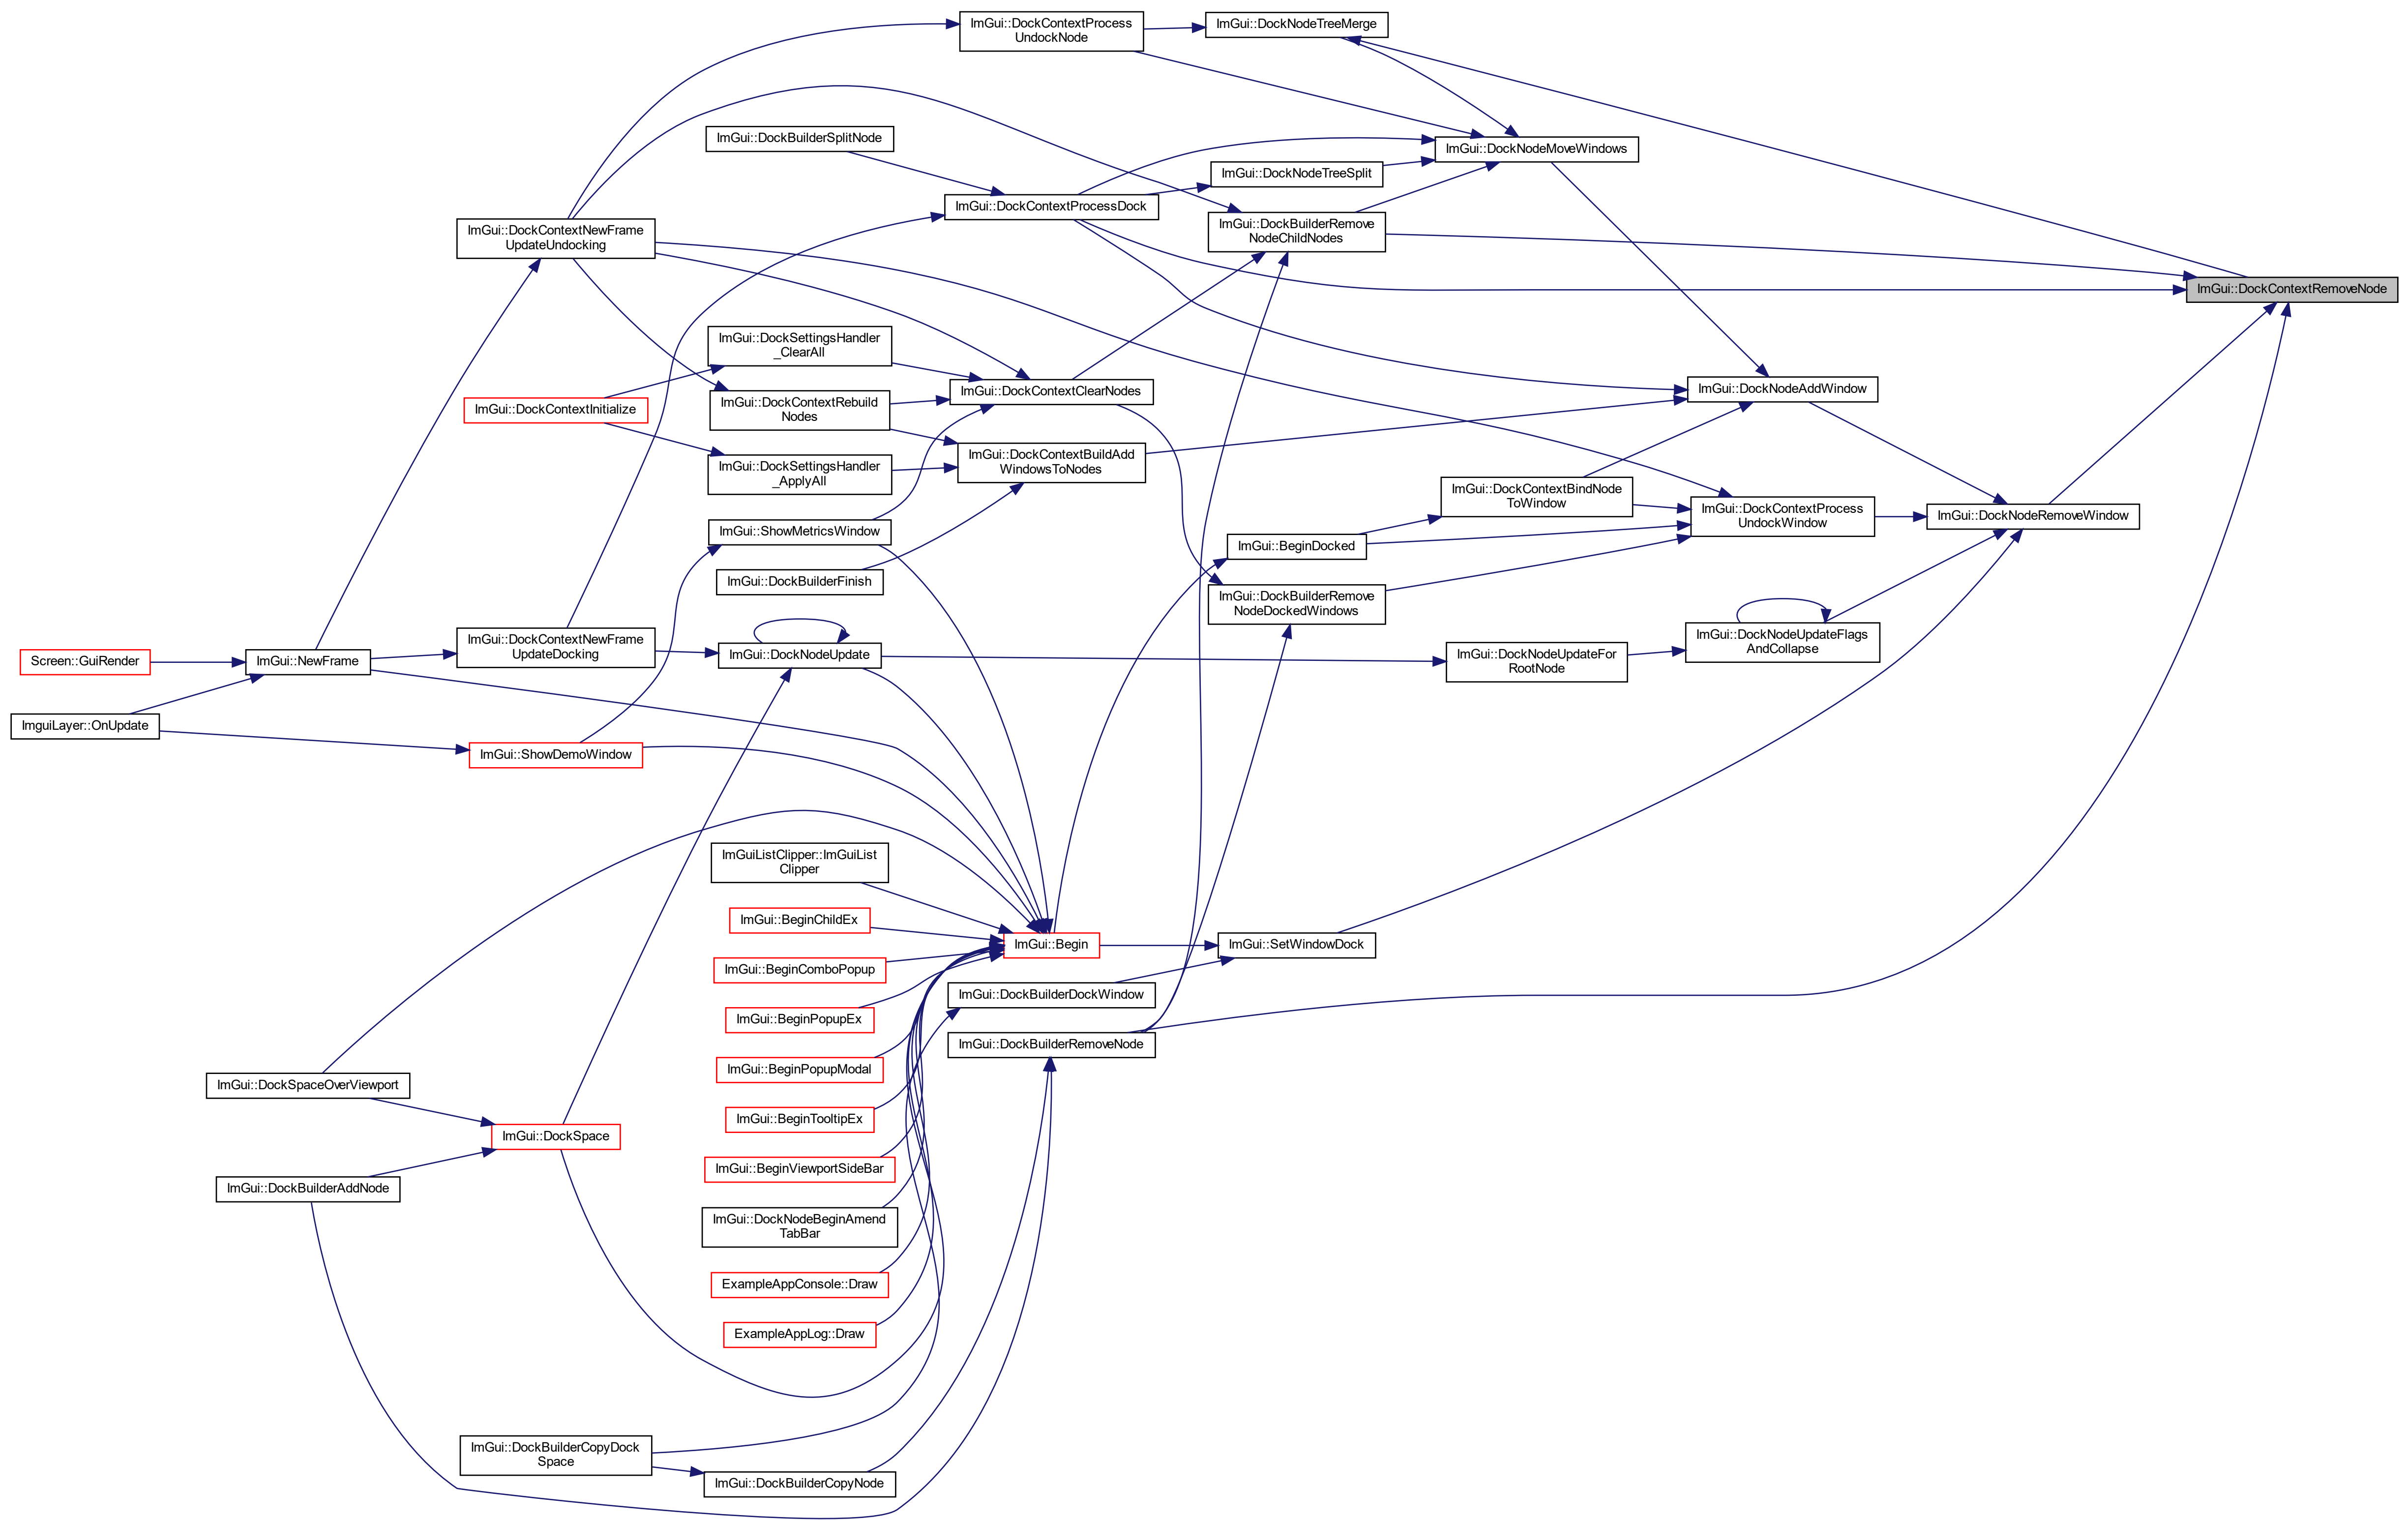 ImGui::DockContextProcess
UndockNode
ImGui::DockNodeTreeMerge
ImGui::DockBuilderSplitNode
ImGui::DockNodeMoveWindows
ImGui::DockNodeTreeSplit
ImGui::DockContextProcessDock
ImGui::DockBuilderRemove
NodeChildNodes
ImGui::DockContextNewFrame
UpdateUndocking
ImGui::DockContextRemoveNode
ImGui::DockSettingsHandler
_ClearAll
ImGui::DockContextClearNodes
ImGui::DockNodeAddWindow
ImGui::DockContextInitialize
ImGui::DockContextRebuild
Nodes
ImGui::DockContextBuildAdd
WindowsToNodes
ImGui::DockSettingsHandler
_ApplyAll
ImGui::DockContextBindNode
ToWindow
ImGui::DockContextProcess
UndockWindow
ImGui::DockNodeRemoveWindow
ImGui::ShowMetricsWindow
ImGui::BeginDocked
ImGui::DockBuilderFinish
ImGui::DockBuilderRemove
NodeDockedWindows
ImGui::DockNodeUpdateFlags
AndCollapse
ImGui::DockContextNewFrame
UpdateDocking
ImGui::DockNodeUpdate
ImGui::DockNodeUpdateFor
RootNode
Screen::GuiRender
ImGui::NewFrame
ImguiLayer::OnUpdate
ImGui::ShowDemoWindow
ImGuiListClipper::ImGuiList
Clipper
ImGui::BeginChildEx
ImGui::Begin
ImGui::SetWindowDock
ImGui::BeginComboPopup
ImGui::DockBuilderDockWindow
ImGui::BeginPopupEx
ImGui::DockBuilderRemoveNode
ImGui::BeginPopupModal
ImGui::DockSpaceOverViewport
ImGui::BeginTooltipEx
ImGui::DockSpace
ImGui::BeginViewportSideBar
ImGui::DockBuilderAddNode
ImGui::DockNodeBeginAmend
TabBar
ExampleAppConsole::Draw
ExampleAppLog::Draw
ImGui::DockBuilderCopyDock
Space
ImGui::DockBuilderCopyNode